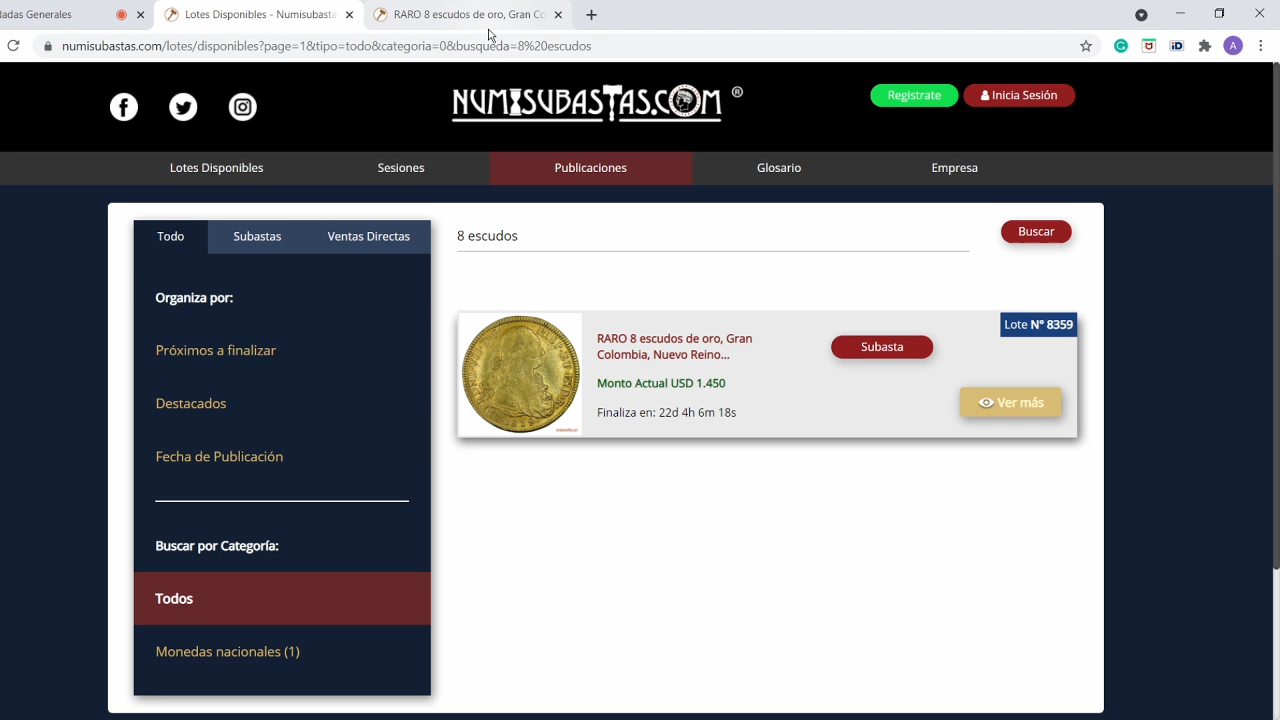 dadas Generales
Lotes Disponibles - Numisubasta
RARO 8 escudos de oro, Gran Co
numisubastas.com/lotes/disponibles?page=1&tipo=todo&categoria=0&busqueda=8%20escudos
A
NUMISUBASTAS.COM ®
Registrate
Inicia Sesión
Lotes Disponibles
Sesiones
Publicaciones
Glosario
Empresa
Todo
Subastas
Ventas Directas
8 escudos
Buscar
Organiza por:
Próximos a finalizar
Destacados
Fecha de Publicación
Buscar por Categoría:
Todos
Monedas nacionales (1)
RARO 8 escudos de oro, Gran
Colombia, Nuevo Reino...
Monto Actual USD 1.450
Finaliza en: 22d 4h 6m 18s
Subasta
Lote N° 8359
Ver más